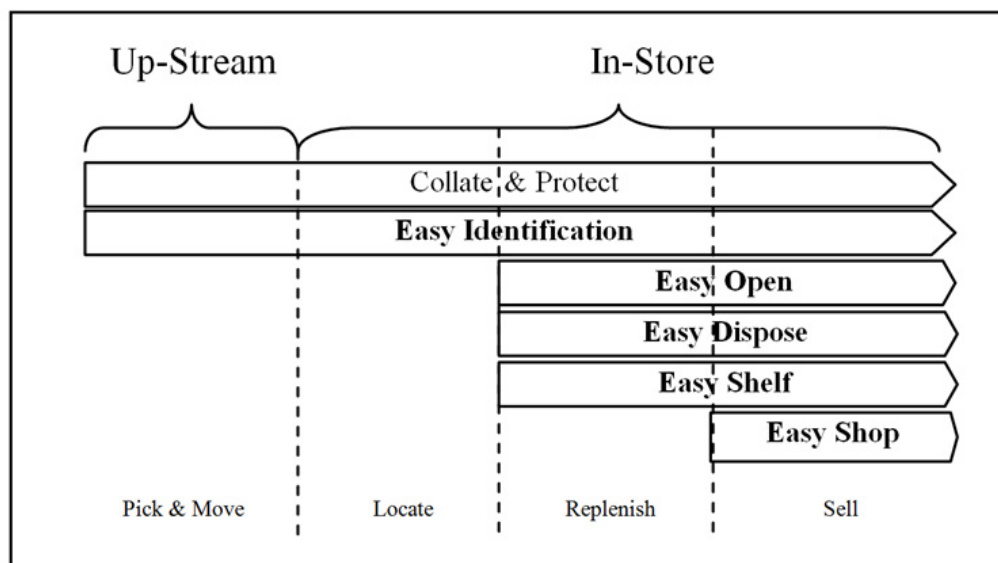 Up-Stream
In-Store
Collate & Protect
Easy Identification
Easy Open
Easy Dispose
Easy Shelf
Easy Shop
Pick & Move
Locate
Replenish
Sell